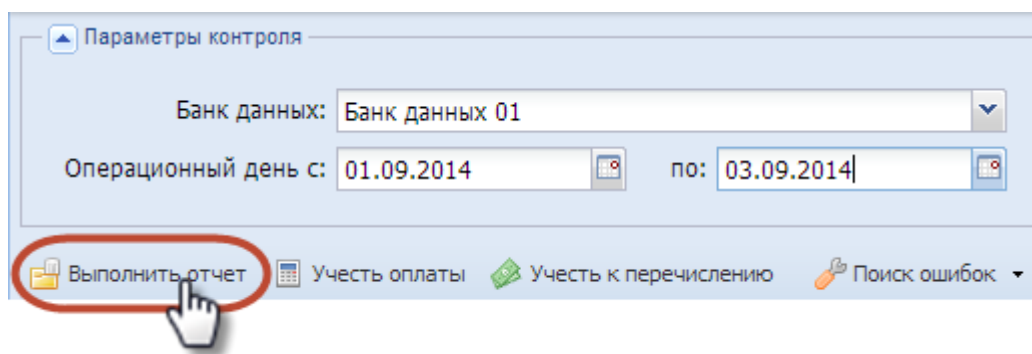 Параметры контроля
Банк данных: Банк данных 01
Операционный день с: 01.09.2014 по: 03.09.2014
Выполнить отчет Учесть оплаты Учесть к перечислению Поиск ошибок